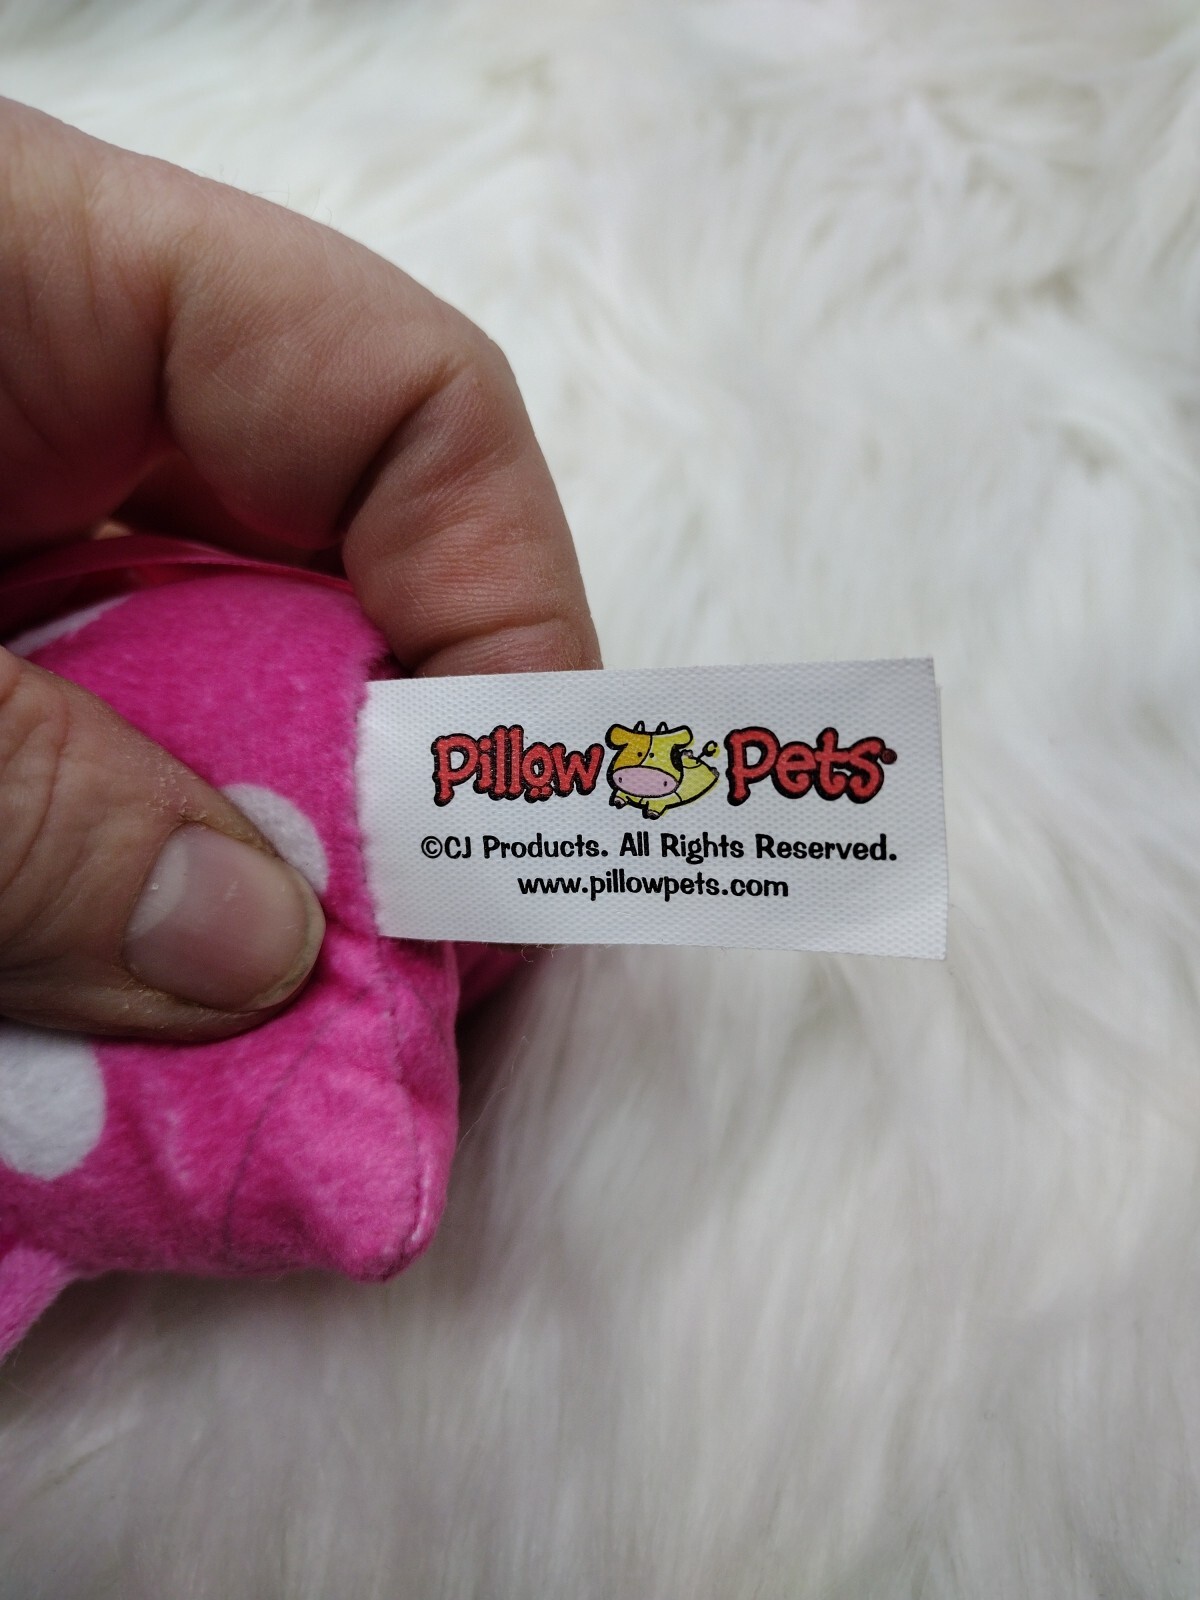 Pillow Pets®
©CJ Products. All Rights Reserved.
www.pillowpets.com